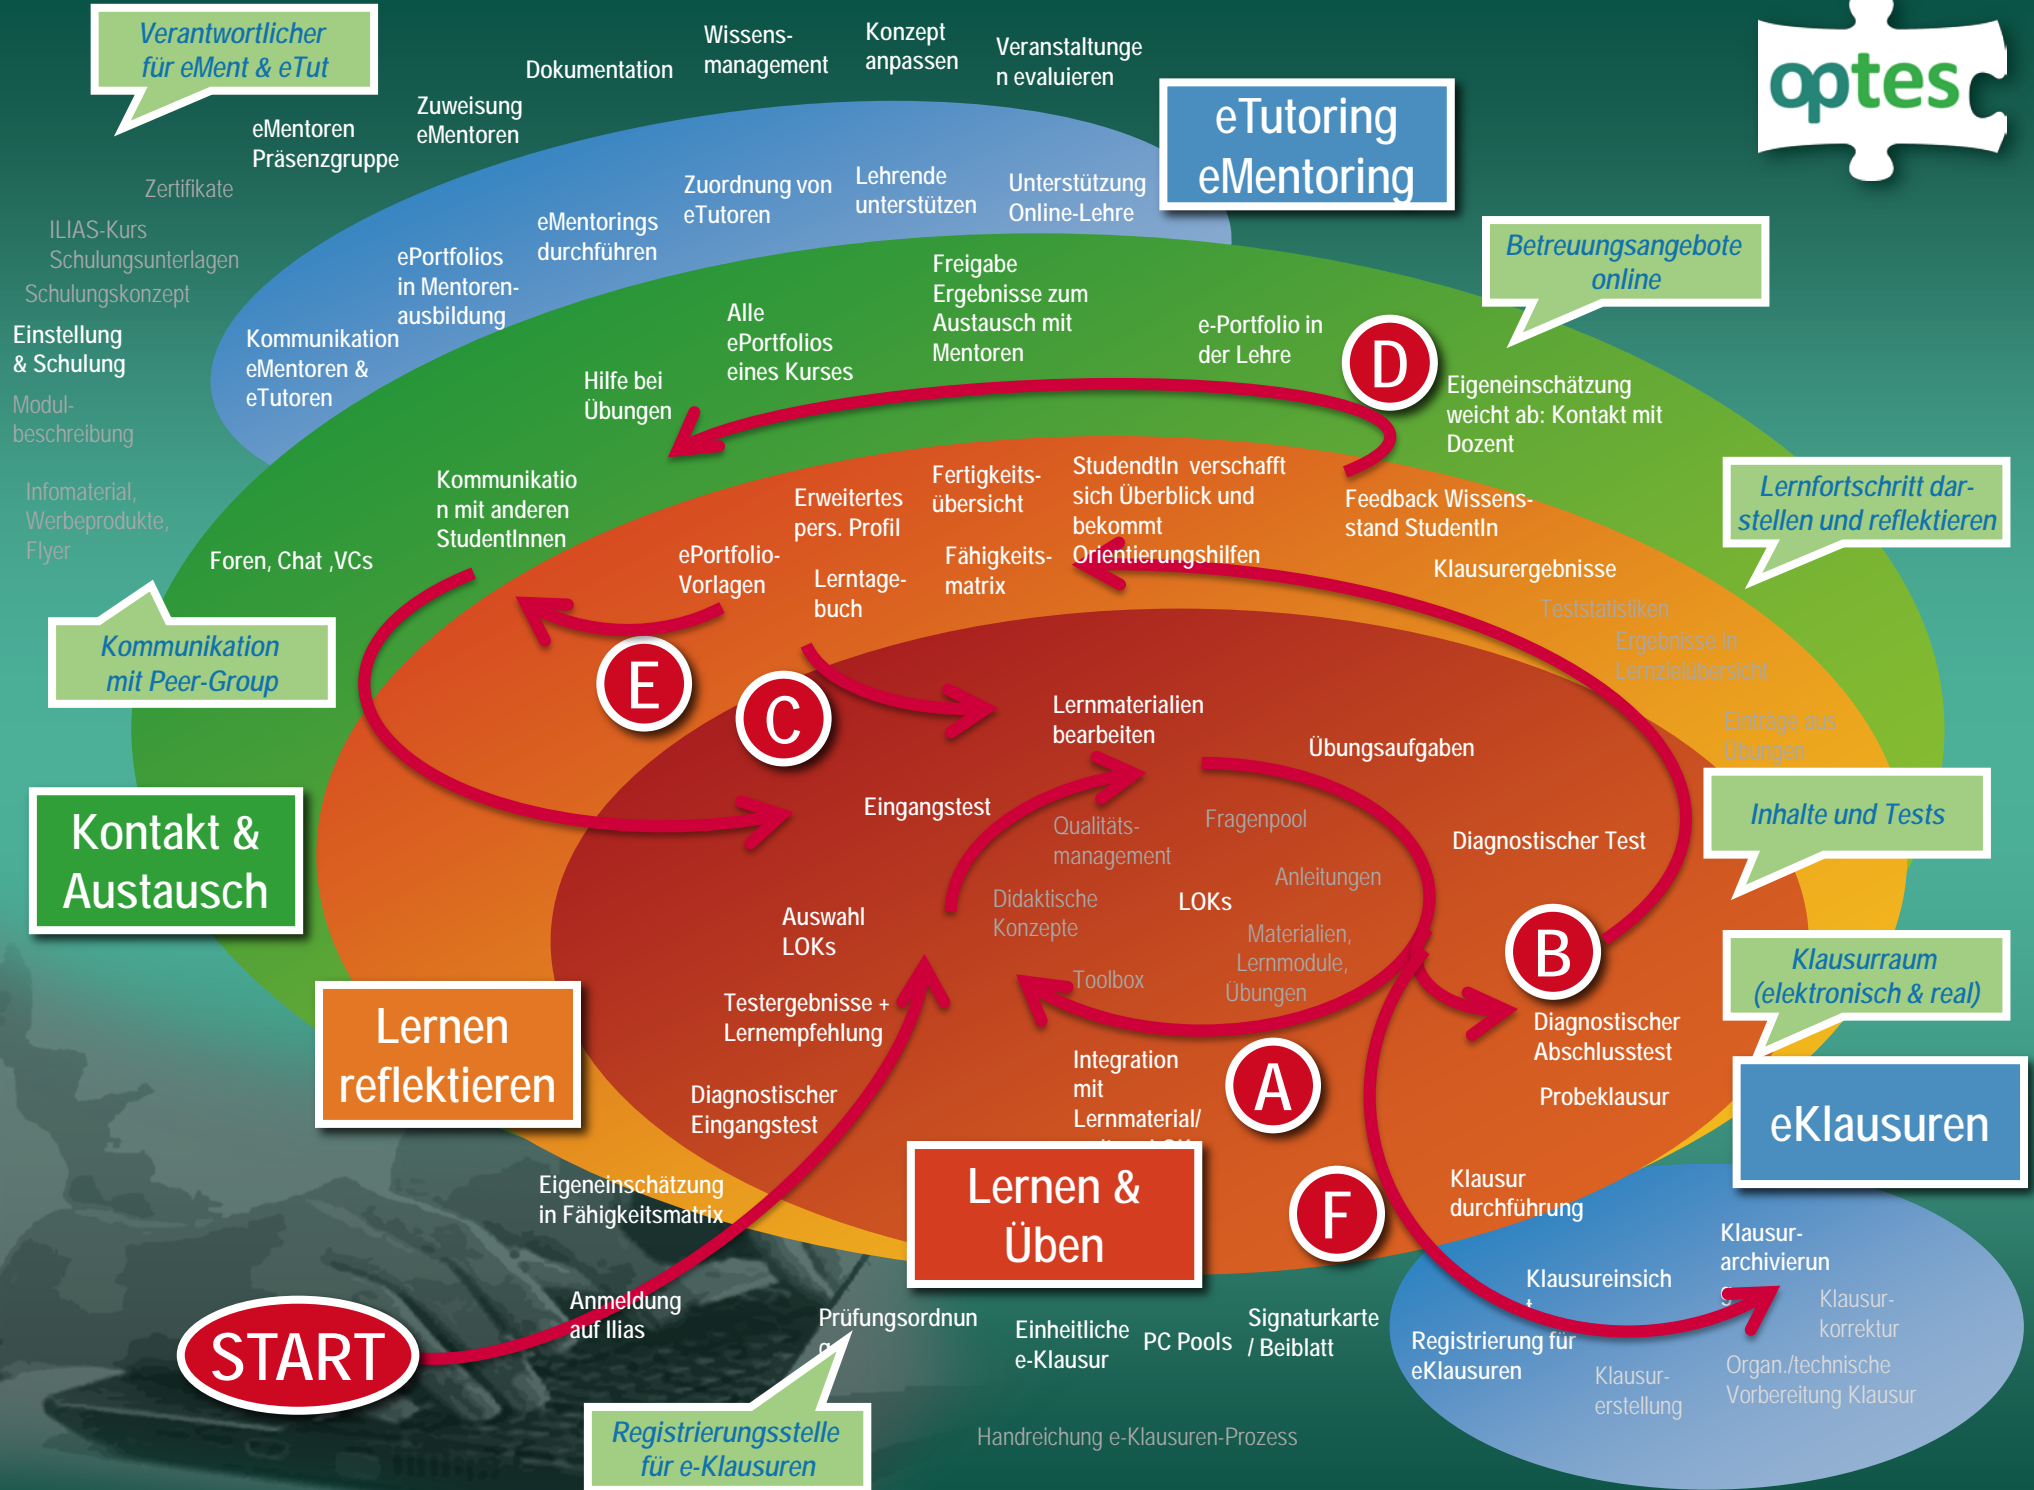 Verantwortlicher
für eMent & eTut
Dokumentation
Wissens-
management
Konzept
anpassen
Veranstaltunge
n evaluieren
optes
eTutoring
eMentoring
Zuweisung
eMentoren
eMentoren
Präsenzgruppe
Zertifikate
ILIAS-Kurs
Schulungsunterlagen
Schulungskonzept
Einstellung
& Schulung
Modul-
beschreibung
Infomaterial,
Werbeprodukte,
Flyer
Zuordnung von
eTutoren
Lehrende
unterstützen
Unterstützung
Online-Lehre
eMentorings
durchführen
ePortfolios
in Mentoren-
ausbildung
Kommunikation
eMentoren &
eTutoren
Betreuungsangebote
online
Freigabe
Ergebnisse zum
Austausch mit
Mentoren
Alle
ePortfolios
eines Kurses
e-Portfolio in
der Lehre
D
Hilfe bei
Übungen
Eigeneinschätzung
weicht ab: Kontakt mit
Dozent
Kommunikatio
n mit anderen
StudentInnen
Foren, Chat ,VCs
Erweitertes
pers. Profil
Fertigkeits-
übersicht
StudendtIn verschafft
sich Überblick und
bekommt
Orientierungshilfen
Feedback Wissens-
stand StudentIn
Lernfortschritt dar-
stellen und reflektieren
ePortfolio-
Vorlagen
Lerntage-
buch
Fähigkeits-
matrix
Klausurergebnisse
Teststatistiken
Ergebnisse in
Lernzielübersicht
Einträge aus
Übungen
Kommunikation
mit Peer-Group
E
C
Lernmaterialien
bearbeiten
Übungsaufgaben
Eingangstest
Qualitäts-
management
Fragenpool
Diagnostischer Test
Inhalte und Tests
Kontakt &
Austausch
Anleitungen
Didaktische
Konzepte
LOKs
Auswahl
LOKs
Materialien,
Lernmodule,
Übungen
Toolbox
B
Klausurraum
(elektronisch & real)
Testergebnisse +
Lernempfehlung
Lernen
reflektieren
Diagnostischer
Abschlusstest
Probeklausur
Integration
mit
Lernmaterial/
A
Diagnostischer
Eingangstest
eKlausuren
Lernen &
Üben
F
Eigeneinschätzung
in Fähigkeitsmatrix
Klausur
durchführung
Klausur-
archivierun
g
Klausureinsich
t
Klausur-
korrektur
Anmeldung
auf Ilias
START
Prüfungsordnun
g
Einheitliche
e-Klausur
PC Pools
Signaturkarte
/ Beiblatt
Registrierung für
eKlausuren
Klausur-
erstellung
Organ./technische
Vorbereitung Klausur
Registrierungsstelle
für e-Klausuren
Handreichung e-Klausuren-Prozess